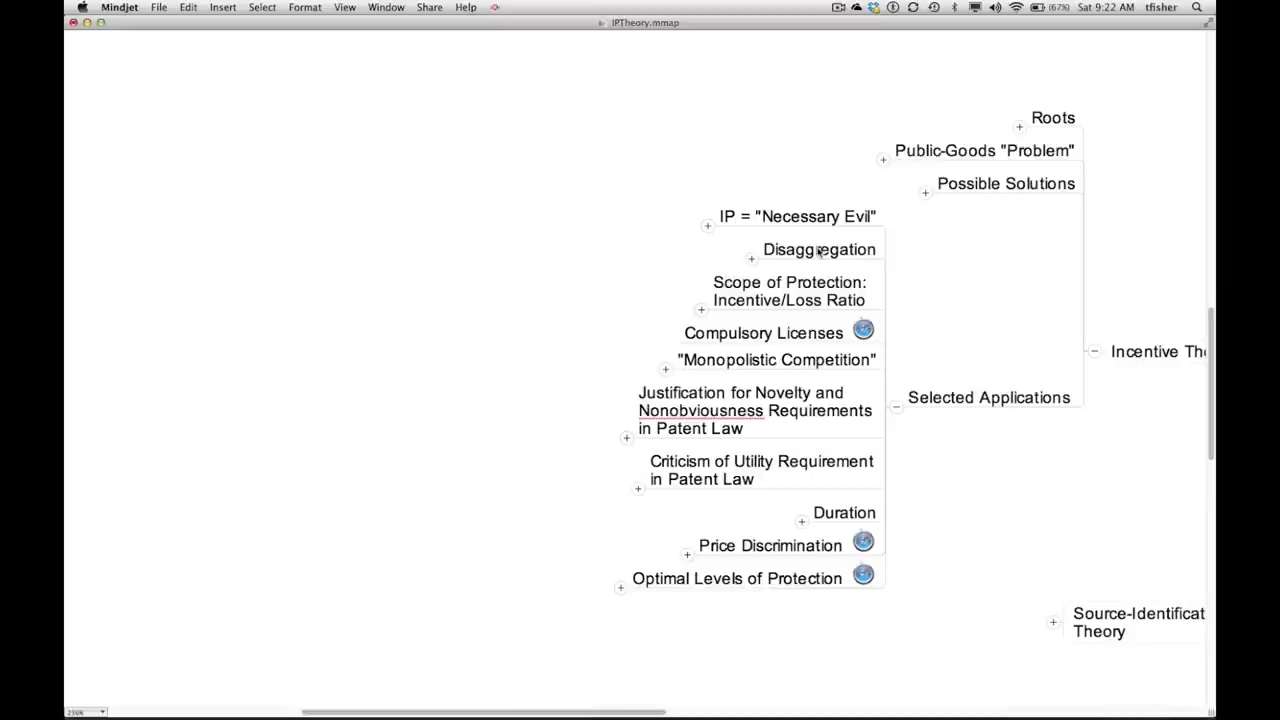 Mindjet File Edit Insert Select Format View Window Share Help (67%) Sat 9:22 AM tfisher
IPTheory.mmap
Roots
Public-Goods "Problem"
Possible Solutions
IP = "Necessary Evil"
Disaggregation
Scope of Protection:
Incentive/Loss Ratio
Compulsory Licenses
"Monopolistic Competition"
Incentive The
Justification for Novelty and
Nonobviousness Requirements
in Patent Law
Selected Applications
Criticism of Utility Requirement
in Patent Law
Duration
Price Discrimination
Optimal Levels of Protection
Source-Identificat
Theory